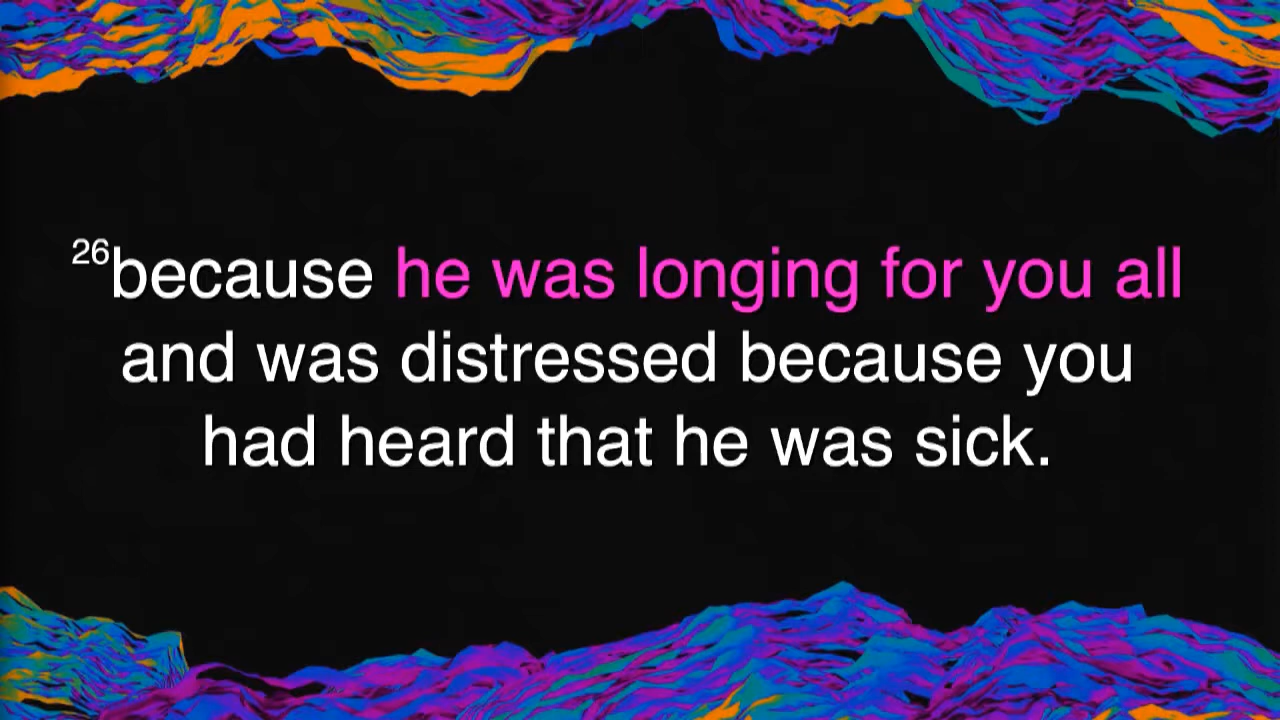 26because he was longing for you all
and was distressed because you
had heard that he was sick.